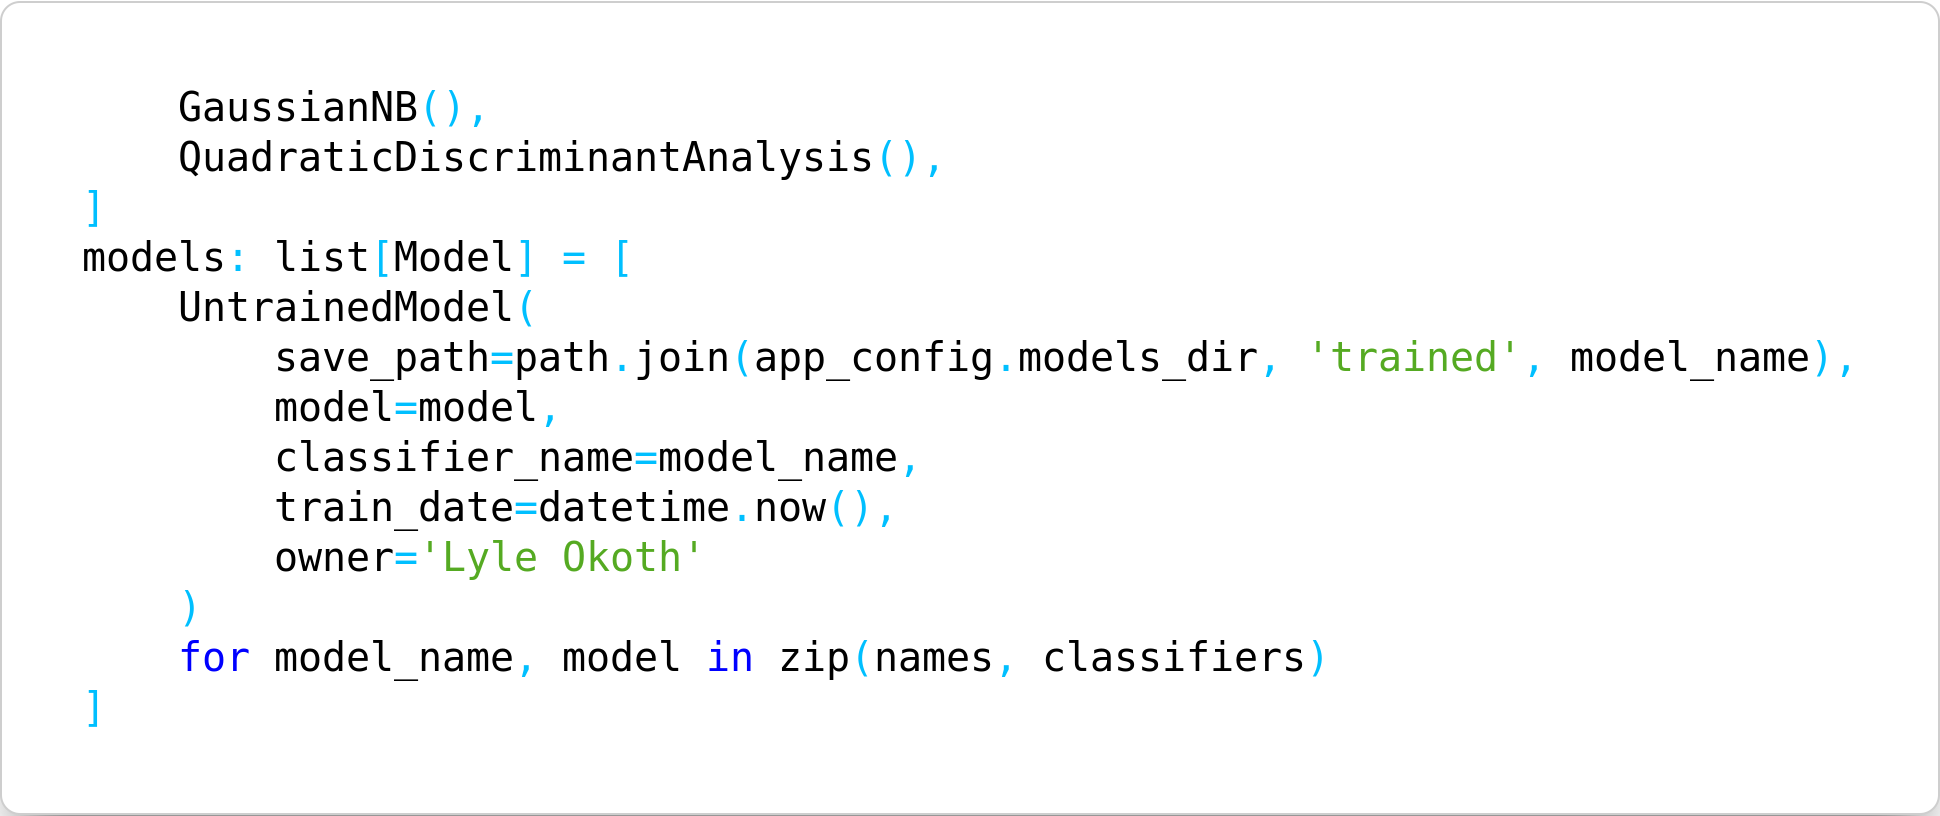 GaussianNB(),
    QuadraticDiscriminantAnalysis(),
]
models: list[Model] = [
    UntrainedModel(
        save_path=path.join(app_config.models_dir, 'trained', model_name),
        model=model,
        classifier_name=model_name,
        train_date=datetime.now(),
        owner='Lyle Okoth'
    )
    for model_name, model in zip(names, classifiers)
]